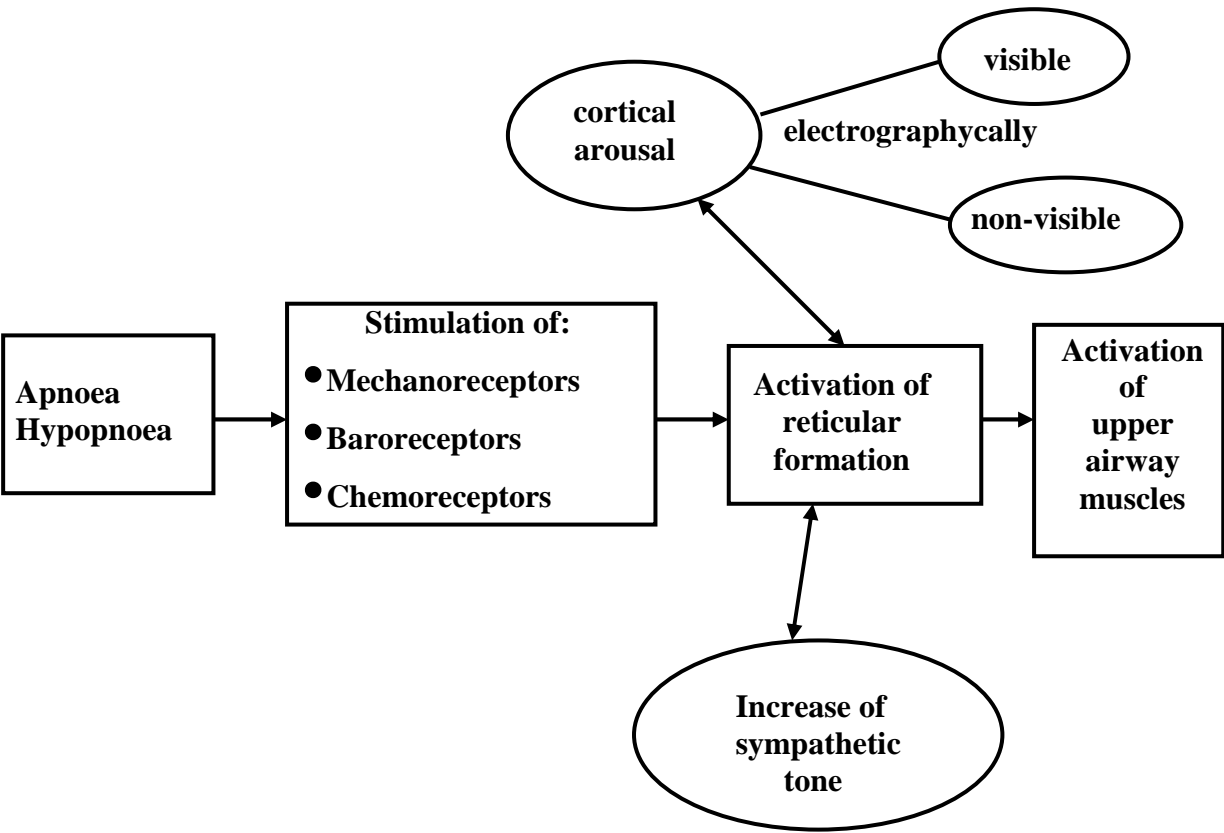 visible
cortical
arousal
electrographycally
non-visible
Apnoea
Hypopnoea
Stimulation of:
● Mechanoreceptors
● Baroreceptors
● Chemoreceptors
Activation of
reticular
formation
Activation
of
upper
airway
muscles
Increase of
sympathetic
tone